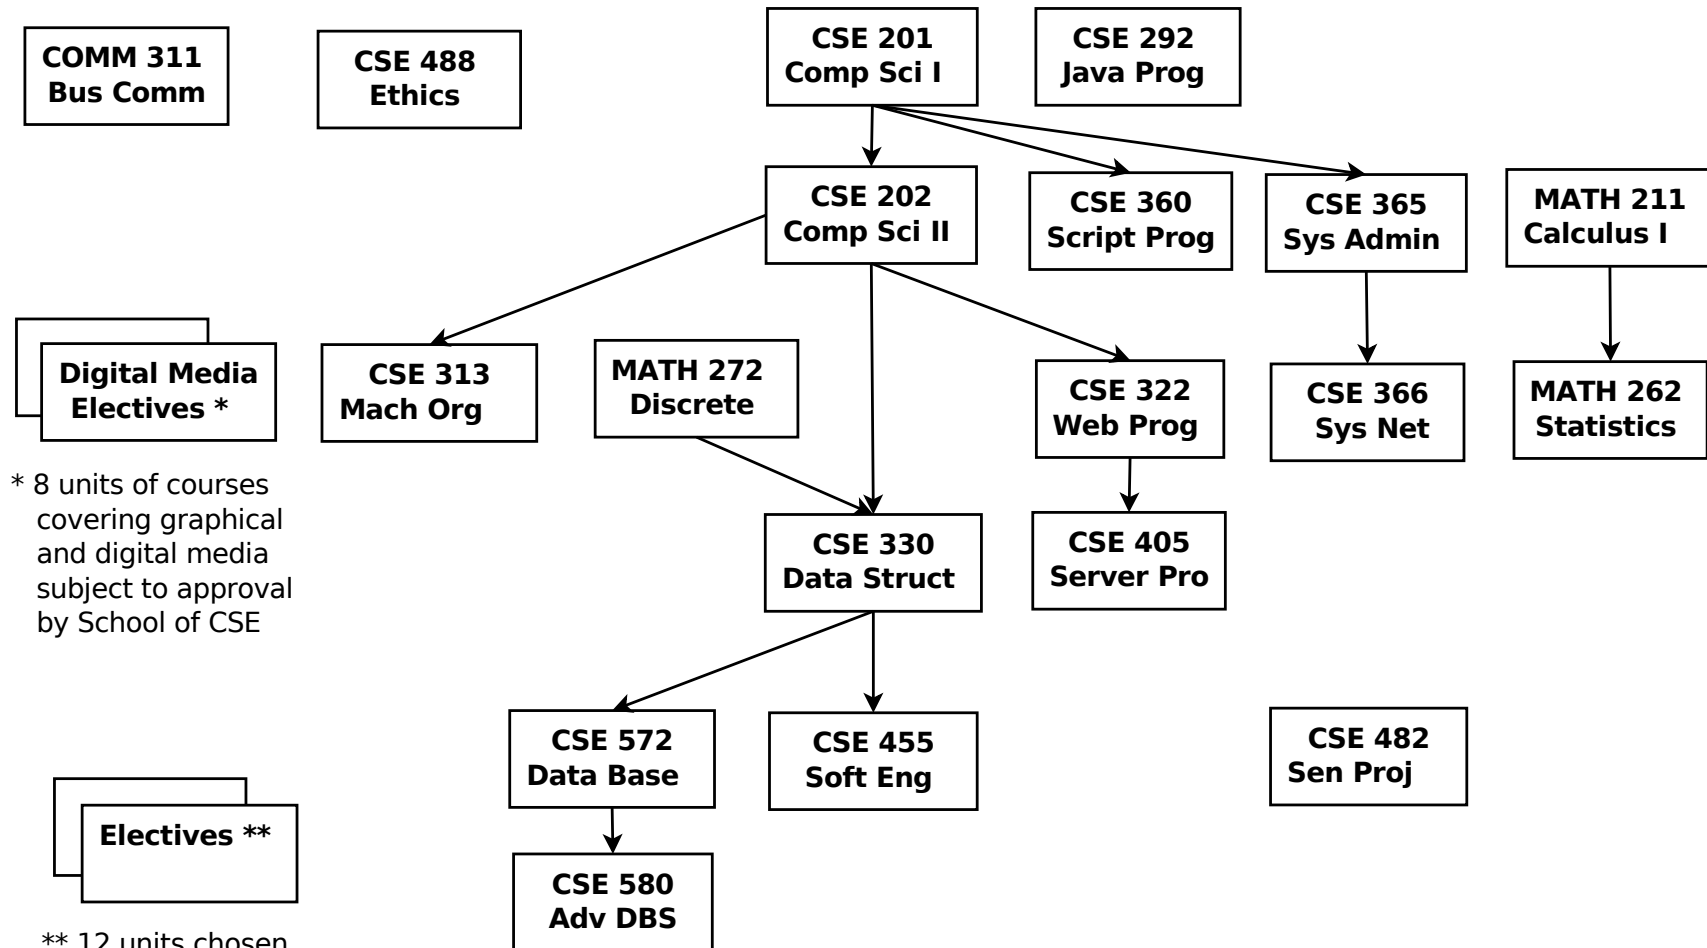 COMM 311
Bus Comm
CSE 488
Ethics
CSE 201
Comp Sci I
CSE 292
Java Prog
CSE 202
Comp Sci II
CSE 360
Script Prog
CSE 365
Sys Admin
MATH 211
Calculus I
Digital Media
Electives *
CSE 313
Mach Org
MATH 272
Discrete
CSE 322
Web Prog
CSE 366
Sys Net
MATH 262
Statistics
* 8 units of courses
covering graphical
and digital media
subject to approval
by School of CSE
CSE 330
Data Struct
CSE 405
Server Pro
CSE 572
Data Base
CSE 455
Soft Eng
CSE 482
Sen Proj
Electives **
CSE 580
Adv DBS
** 12 units chosen